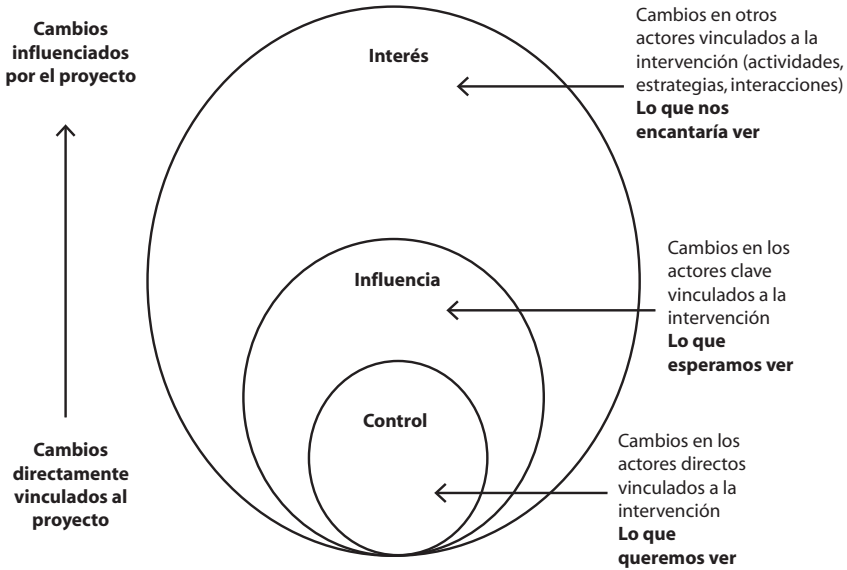 Cambios
influenciados
por el proyecto
Cambios
directamente
vinculados al
proyecto
Interés
Influencia
Control
Cambios en otros
actores vinculados a la
intervención (actividades,
estrategias, interacciones)
Lo que nos
encantaría ver
Cambios en los
actores clave
vinculados a la
intervención
Lo que
esperamos ver
Cambios en los
actores directos
vinculados a la
intervención
Lo que
queremos ver